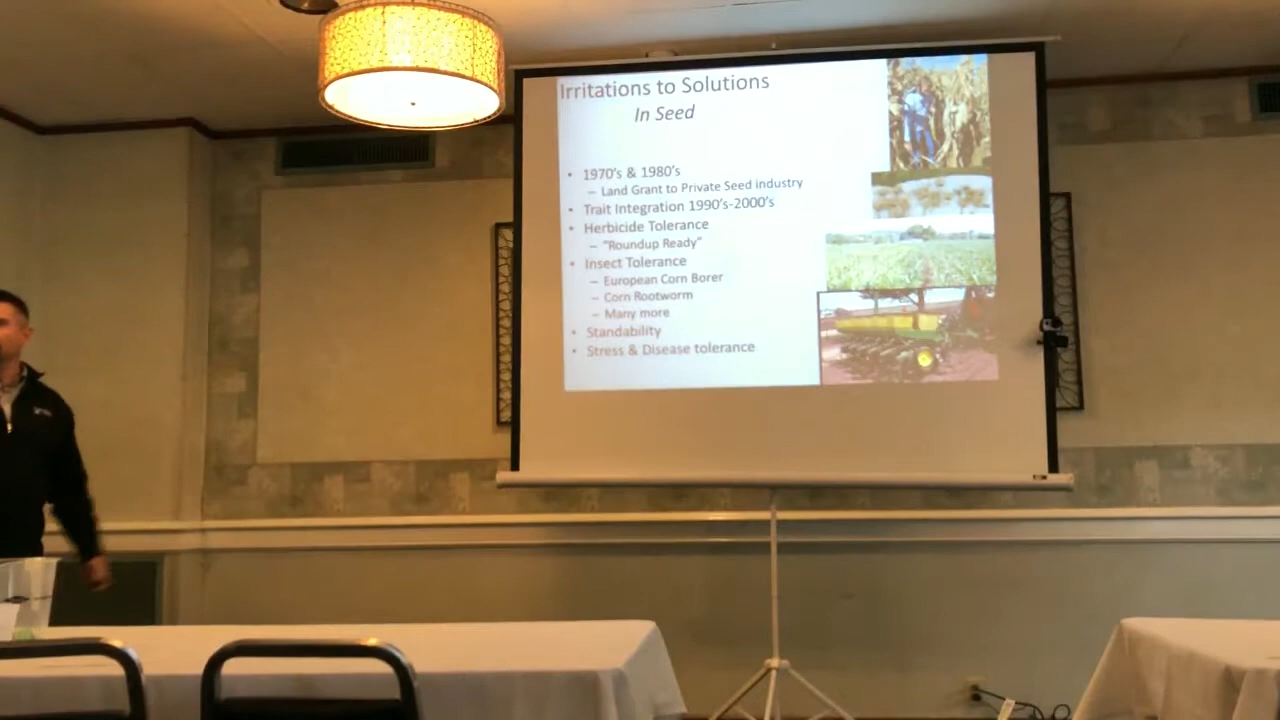 Irritations to Solutions
In Seed
• 1970's & 1980's
– Land Grant to Private Seed industry
• Trait Integration 1990's-2000's
• Herbicide Tolerance
– "Roundup Ready"
• Insect Tolerance
– European Corn Borer
– Corn Rootworm
– Many more
• Standability
• Stress & Disease tolerance